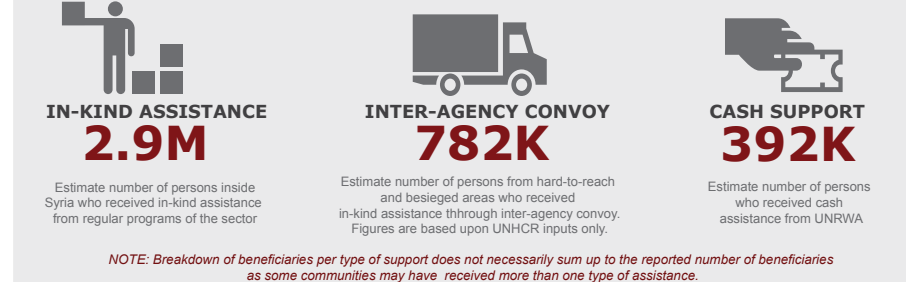 IN-KIND ASSISTANCE
2.9M
Estimate number of persons inside
Syria who received in-kind assistance
from regular programs of the sector
INTER-AGENCY CONVOY
782K
Estimate number of persons from hard-to-reach
and besieged areas who received
in-kind assistance thhrough inter-agency convoy.
Figures are based upon UNHCR inputs only.
CASH SUPPORT
392K
Estimate number of persons
who received cash
assistance from UNRWA
NOTE: Breakdown of beneficiaries per type of support does not necessarily sum up to the reported number of beneficiaries
as some communities may have received more than one type of assistance.